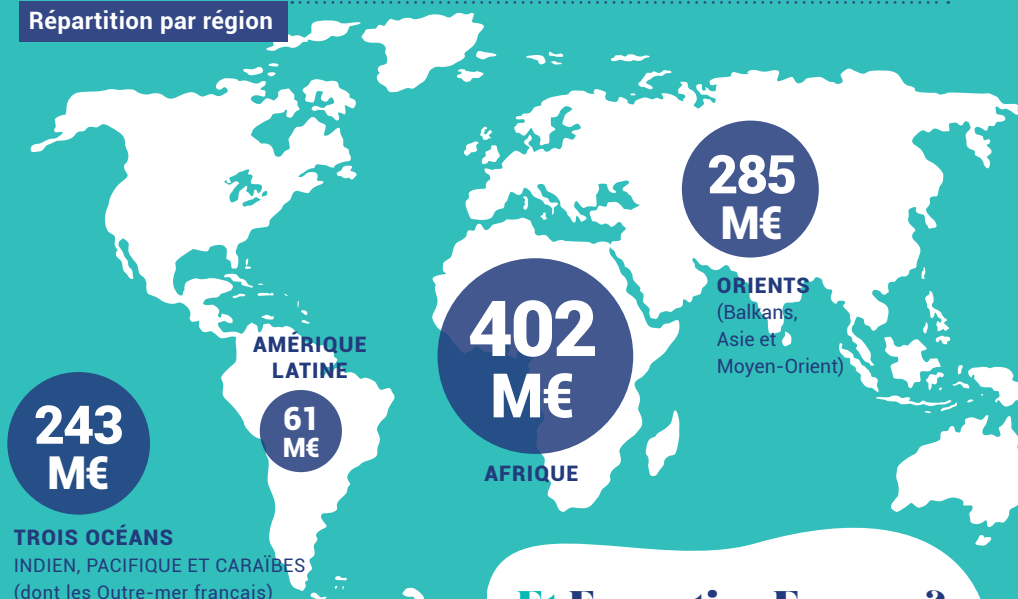 Répartition par région
285
M€
ORIENTS
(Balkans,
Asie et
Moyen-Orient)
402
M€
AFRIQUE
AMÉRIQUE
LATINE
61
M€
243
M€
TROIS OCÉANS
INDIEN, PACIFIQUE ET CARAÏBES
(dont les Outre-mer français)
Et